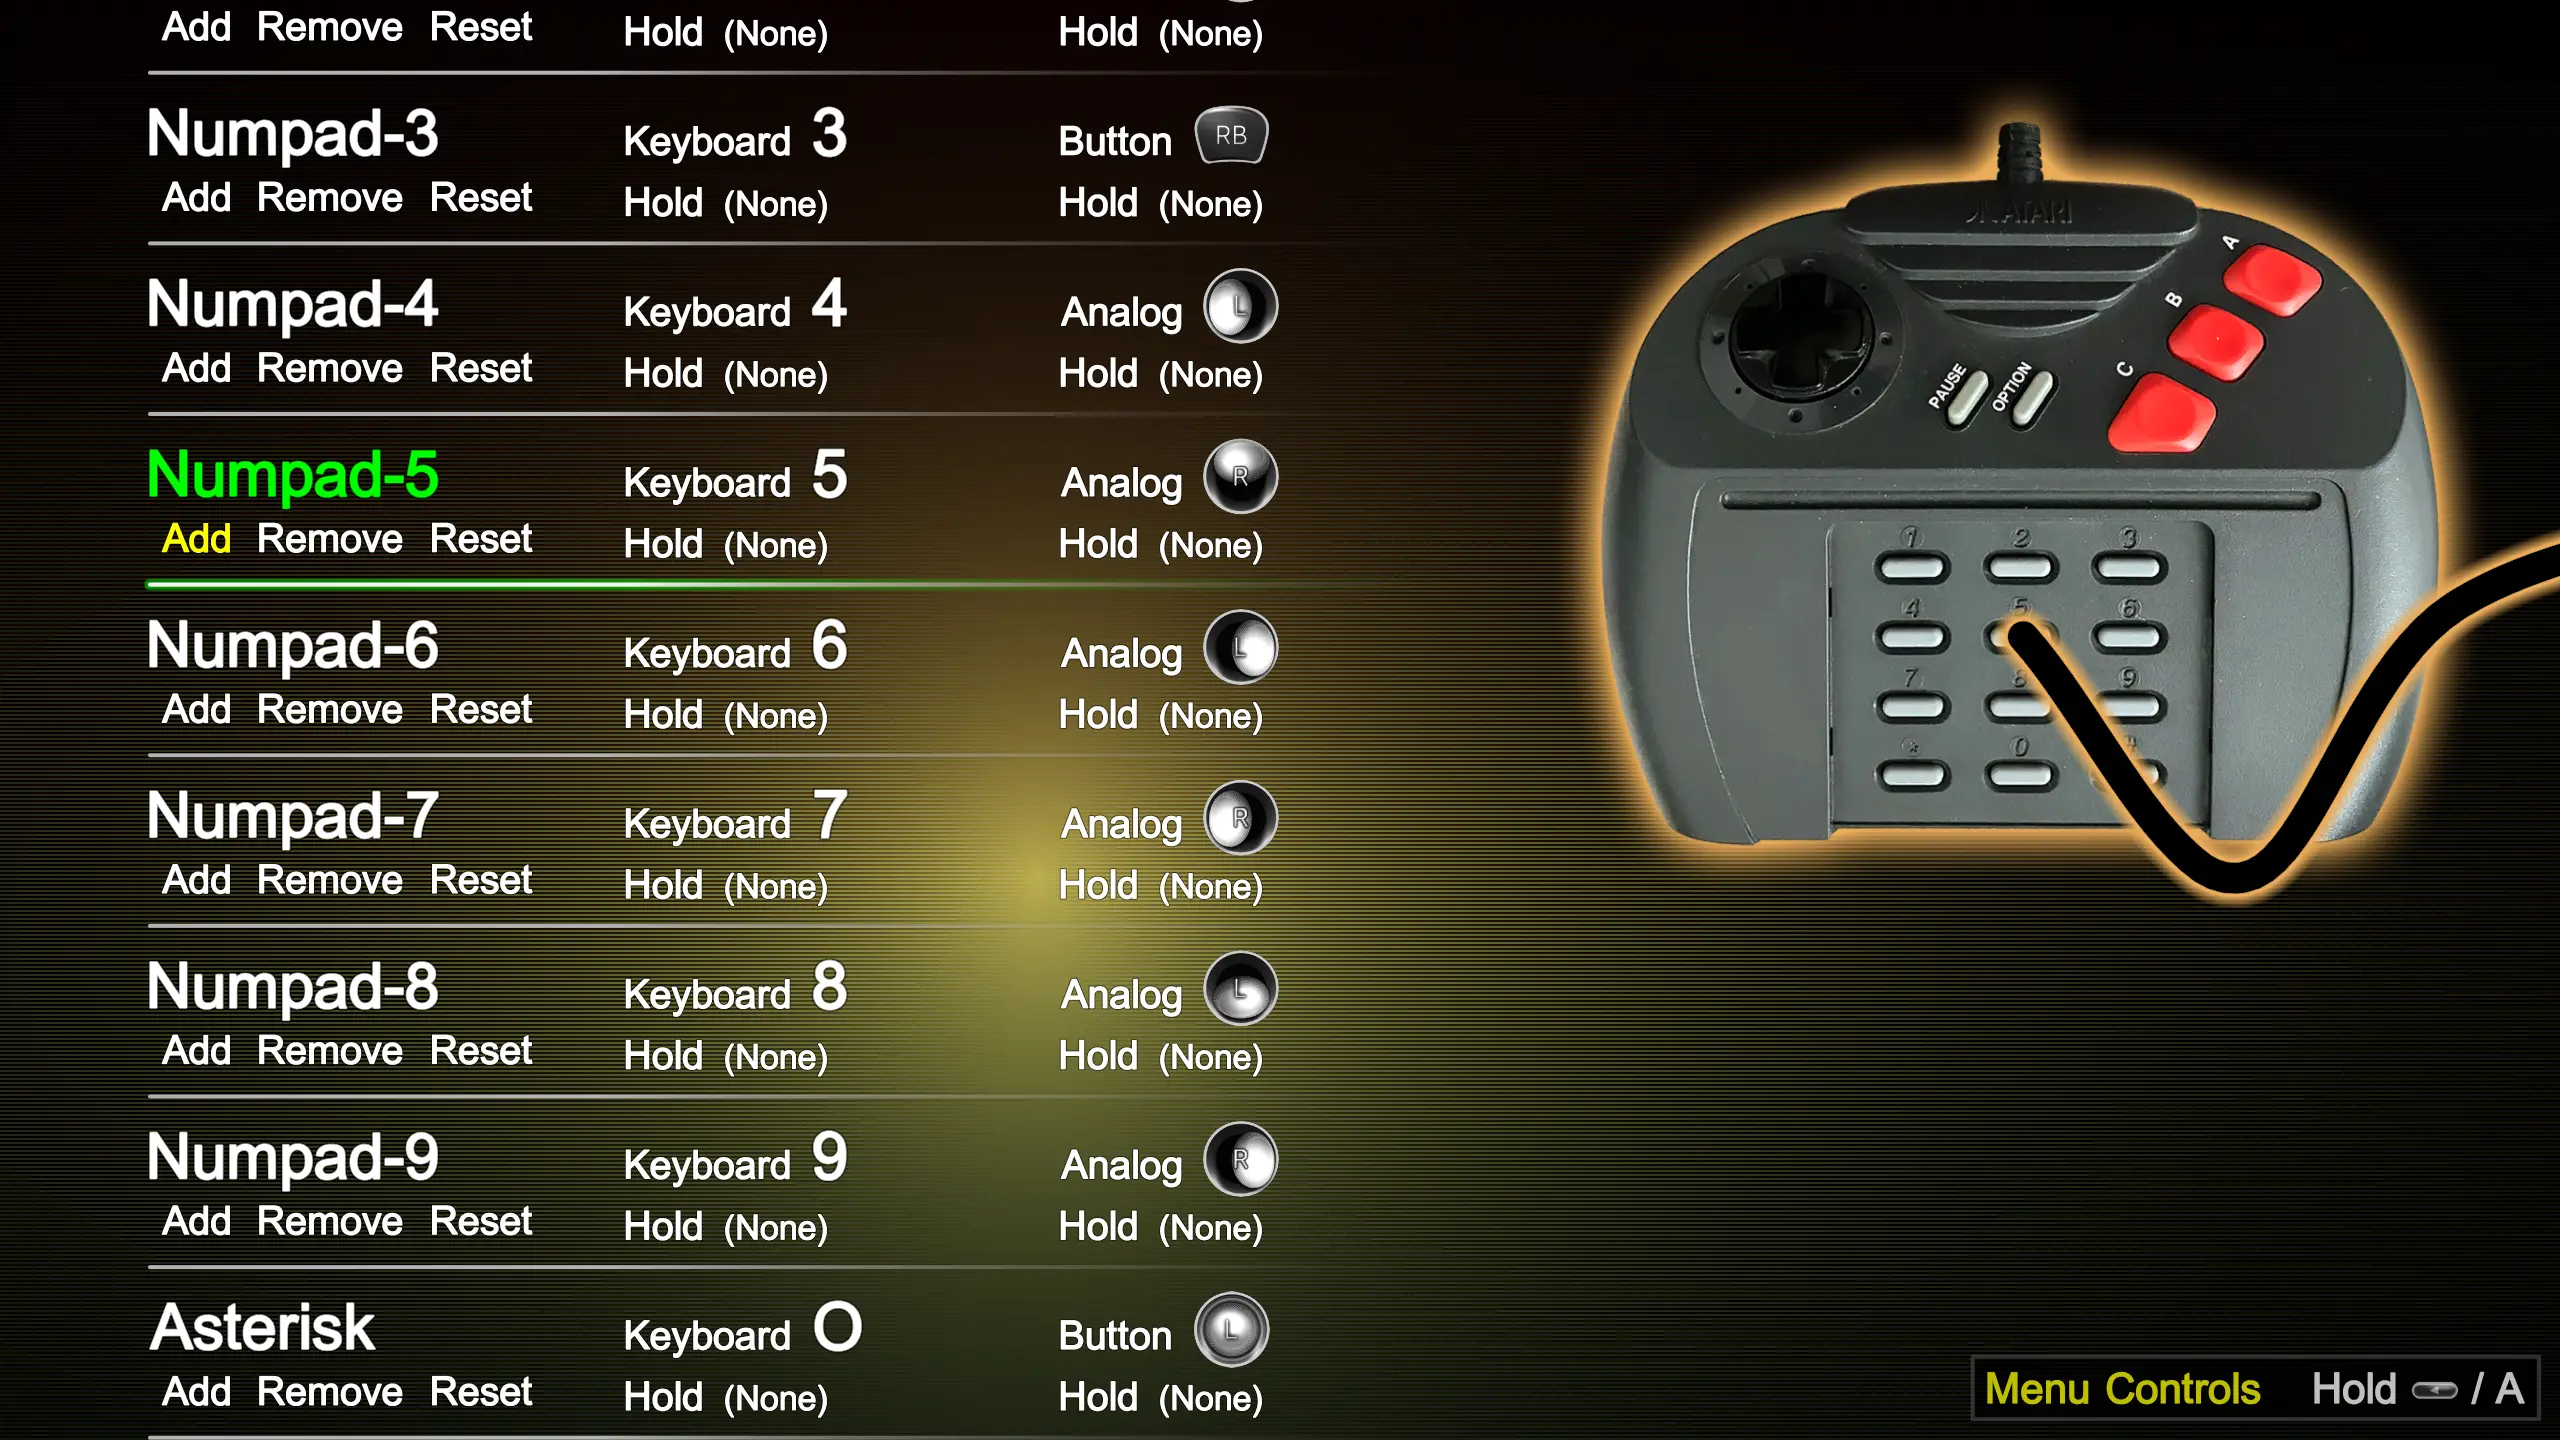 Add Remove Reset Hold (None) Hold (None)
Numpad-3 Keyboard 3 Button RB
Add Remove Reset Hold (None) Hold (None)
Numpad-4 Keyboard 4 Analog L
Add Remove Reset Hold (None) Hold (None)
Numpad-5 Keyboard 5 Analog R
Add Remove Reset Hold (None) Hold (None)
Numpad-6 Keyboard 6 Analog L
Add Remove Reset Hold (None) Hold (None)
Numpad-7 Keyboard 7 Analog R
Add Remove Reset Hold (None) Hold (None)
Numpad-8 Keyboard 8 Analog L
Add Remove Reset Hold (None) Hold (None)
Numpad-9 Keyboard 9 Analog R
Add Remove Reset Hold (None) Hold (None)
Asterisk Keyboard O Button L
Add Remove Reset Hold (None) Hold (None)
ATARI
A
B
C
PAUSE OPTION
1 2 3
4 5 6
7 8 9
* 0
Menu Controls Hold / A